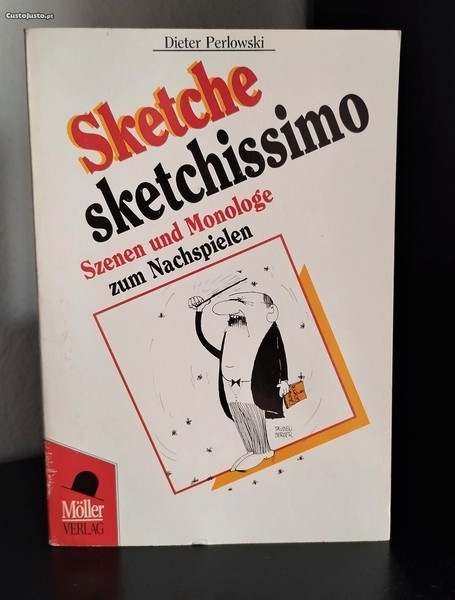 CustoJusto.pt
Dieter Perlowski
Sketche
sketchissimo
Szenen und Monologe
zum Nachspielen
Möller
VERLAG